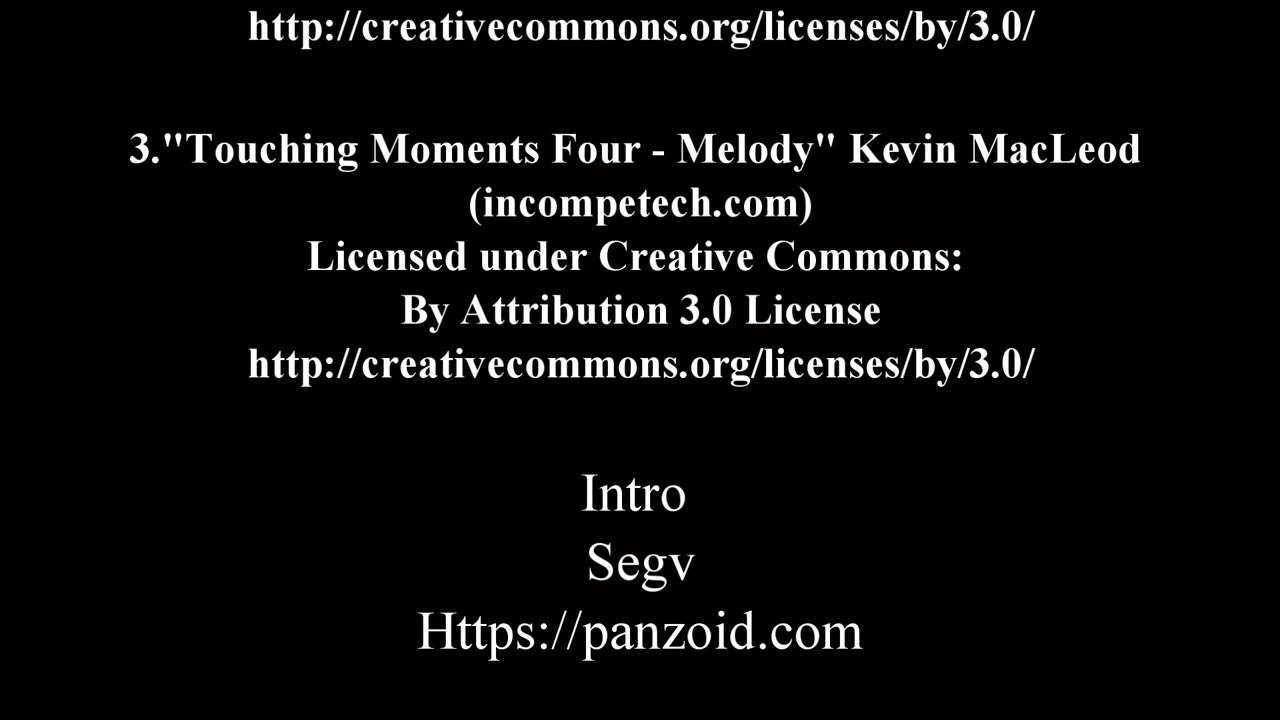 http://creativecommons.org/licenses/by/3.0/
3."Touching Moments Four - Melody" Kevin MacLeod
(incompetech.com)
Licensed under Creative Commons:
By Attribution 3.0 License
http://creativecommons.org/licenses/by/3.0/
Intro
Segv
Https://panzoid.com